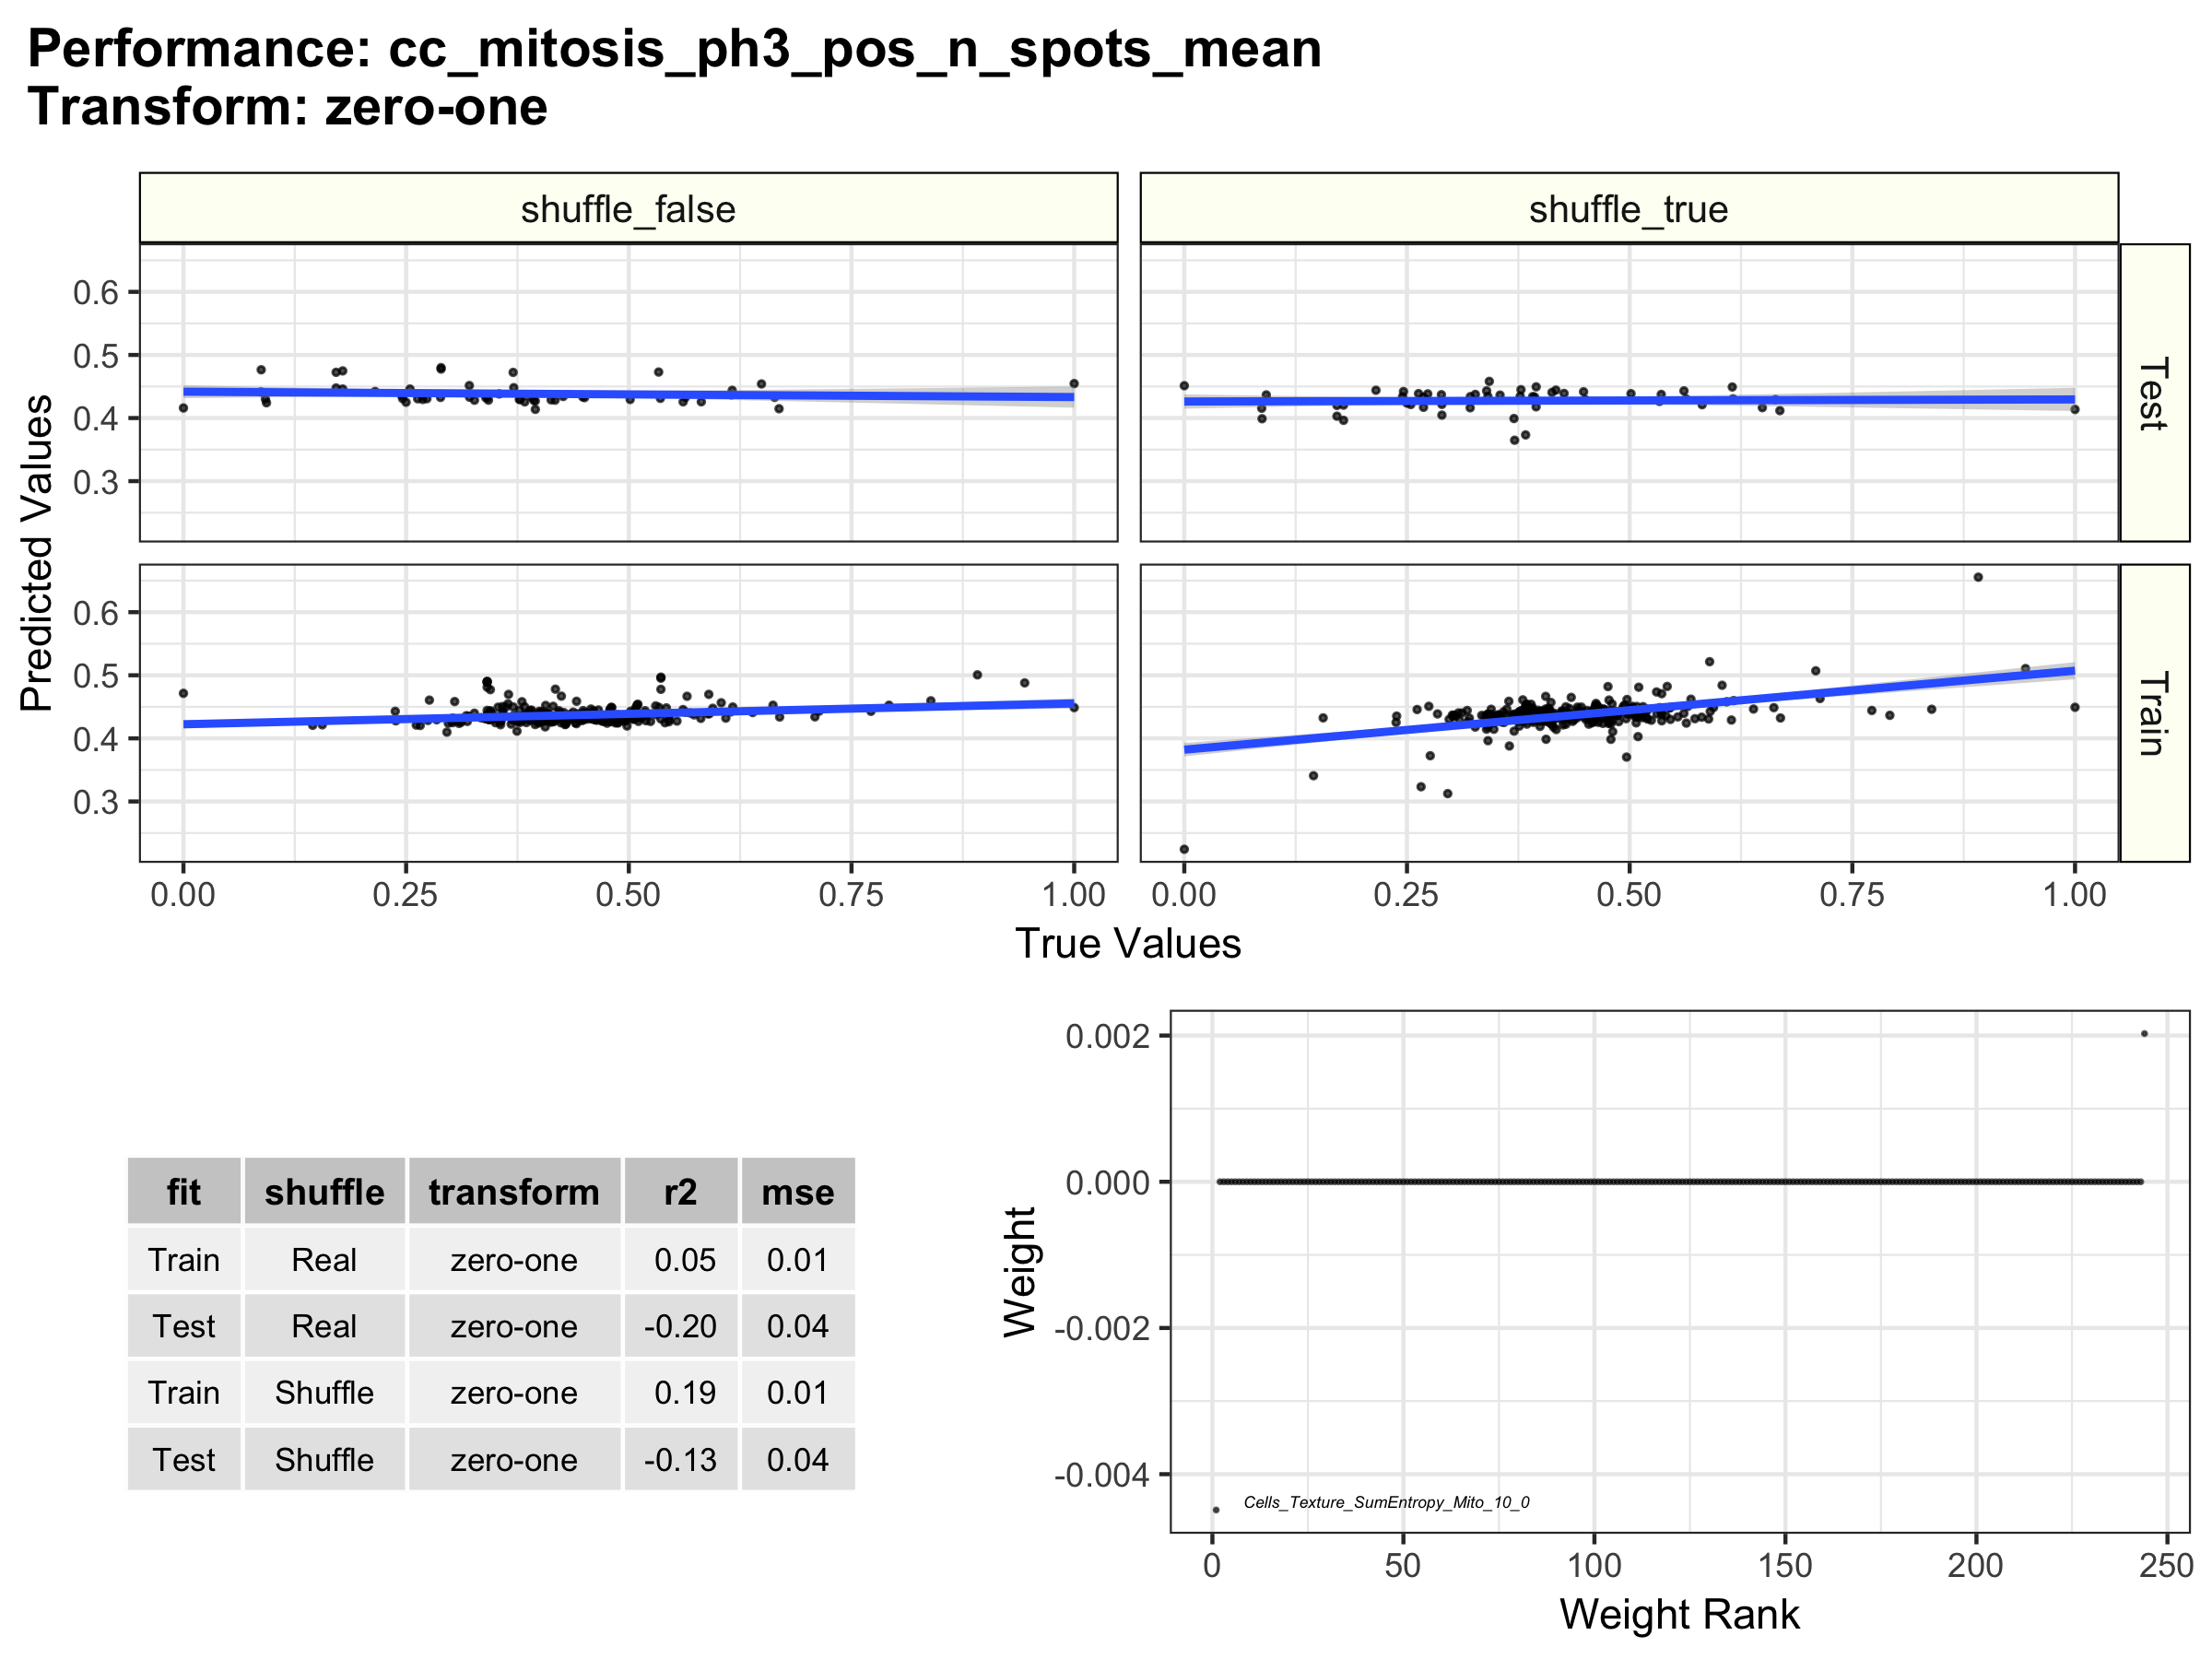 Performance: cc_mitosis_ph3_pos_n_spots_mean
Transform: zero-one
shuffle_false
shuffle_true
Predicted Values
0.6
0.5
0.4
0.3
Test
0.6
0.5
0.4
0.3
Train
0.00 0.25 0.50 0.75 1.00
0.00 0.25 0.50 0.75 1.00
True Values
fit shuffle transform r2 mse
Train Real zero-one 0.05 0.01
Test Real zero-one -0.20 0.04
Train Shuffle zero-one 0.19 0.01
Test Shuffle zero-one -0.13 0.04
Weight
0.002
0.000
-0.002
-0.004
Cells_Texture_SumEntropy_Mito_10_0
0 50 100 150 200 250
Weight Rank